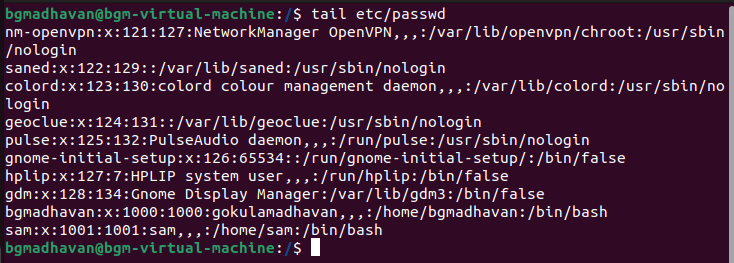 bgmadhavan@bgm-virtual-machine:/$ tail etc/passwd
nm-openvpn:x:121:127:NetworkManager OpenVPN,,,:/var/lib/openvpn/chroot:/usr/sbin
/nologin
saned:x:122:129::/var/lib/saned:/usr/sbin/nologin
colord:x:123:130:colord colour management daemon,,,:/var/lib/colord:/usr/sbin/no
login
geoclue:x:124:131::/var/lib/geoclue:/usr/sbin/nologin
pulse:x:125:132:PulseAudio daemon,,,:/run/pulse:/usr/sbin/nologin
gnome-initial-setup:x:126:65534::/run/gnome-initial-setup/:/bin/false
hplip:x:127:7:HPLIP system user,,,:/run/hplip:/bin/false
gdm:x:128:134:Gnome Display Manager:/var/lib/gdm3:/bin/false
bgmadhavan:x:1000:1000:gokulamadhavan,,,:/home/bgmadhavan:/bin/bash
sam:x:1001:1001:sam,,,:/home/sam:/bin/bash
bgmadhavan@bgm-virtual-machine:/$